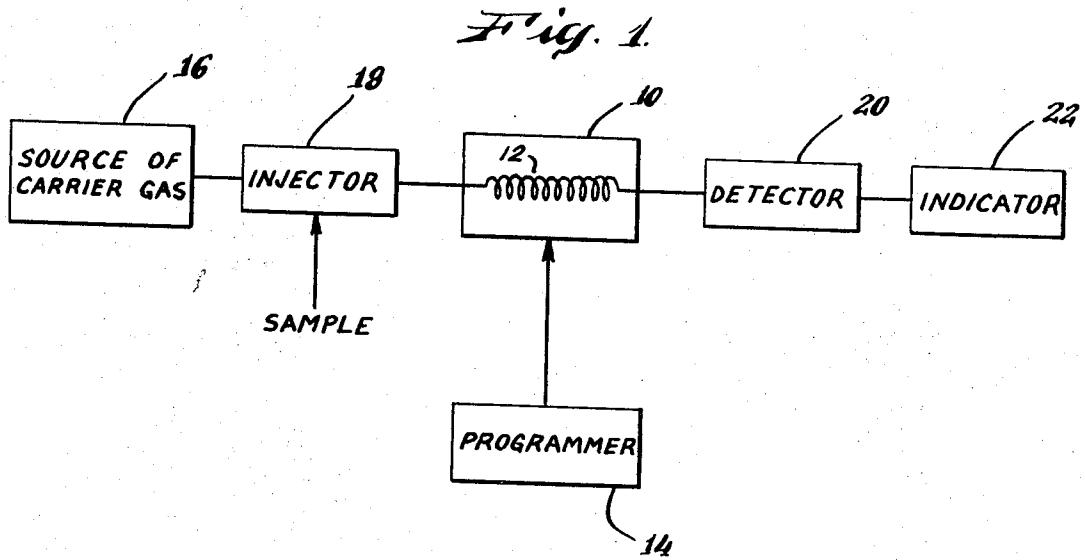 Fig. 1.
16
18
10
20
22
SOURCE OF
CARRIER GAS
INJECTOR
12
DETECTOR
INDICATOR
SAMPLE
PROGRAMMER
14